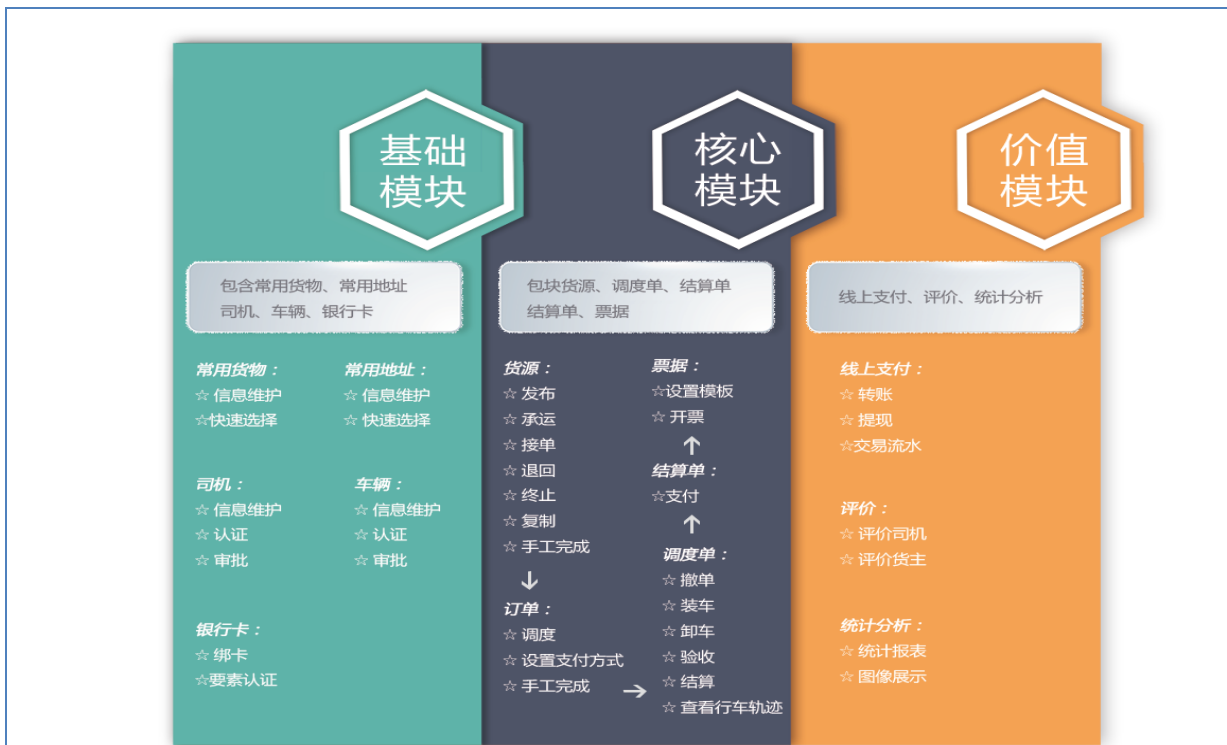 基础
模块
包含常用货物、常用地址
司机、车辆、银行卡
常用货物：
☆ 信息维护
☆快速选择
常用地址：
☆ 信息维护
☆ 快速选择
司机：
☆ 信息维护
☆ 认证
☆ 审批
车辆：
☆ 信息维护
☆ 认证
☆ 审批
银行卡：
☆ 绑卡
☆要素认证
核心
模块
包块货源、调度单、结算单
结算单、票据
货源：
☆ 发布
☆ 承运
☆ 接单
☆ 退回
☆ 终止
☆ 复制
☆ 手工完成
↓
订单：
☆ 调度
☆ 设置支付方式
☆ 手工完成
→
调度单：
☆ 撤单
☆ 装车
☆ 卸车
☆ 验收
☆ 结算
☆ 查看行车轨迹
↑
结算单：
☆支付
↑
票据：
☆设置模板
☆ 开票
价值
模块
线上支付、评价、统计分析
线上支付：
☆ 转账
☆ 提现
☆交易流水
评价：
☆ 评价司机
☆ 评价货主
统计分析：
☆ 统计报表
☆ 图像展示